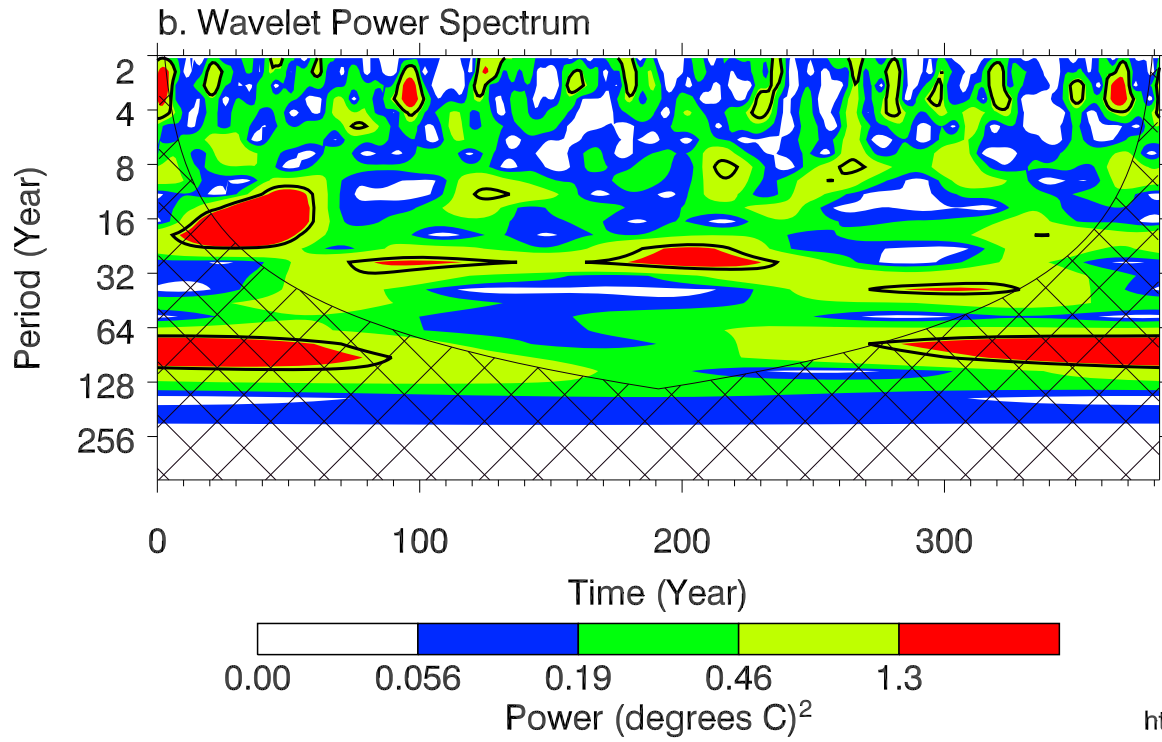 b. Wavelet Power Spectrum
2
4
8
16
32
64
128
256
Period (Year)
0 100 200 300
Time (Year)
0.00 0.056 0.19 0.46 1.3
Power (degrees C)²
ht